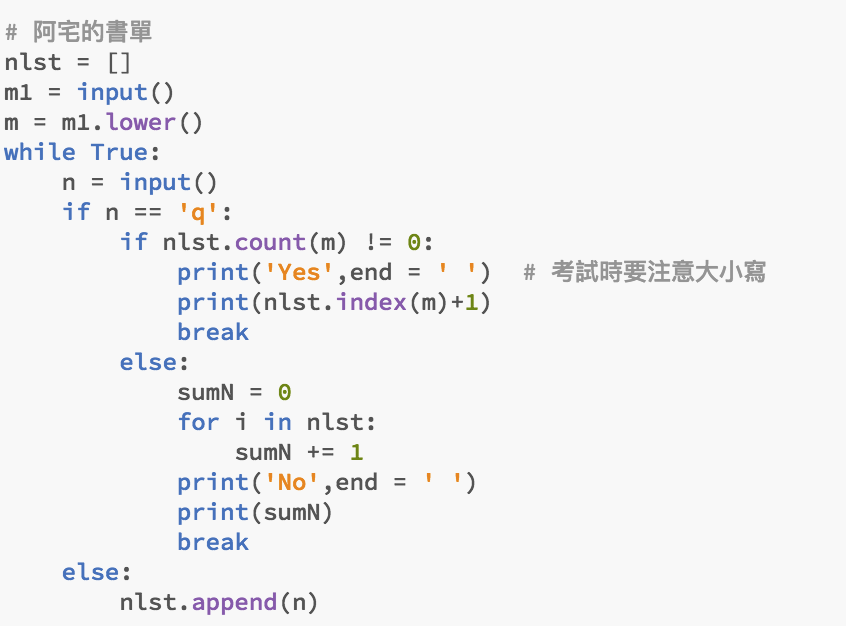 # 阿宅的書單
nlst = []
m1 = input()
m = m1.lower()
while True:
    n = input()
    if n == 'q':
        if nlst.count(m) != 0:
            print('Yes',end = ' ')  # 考試時要注意大小寫
            print(nlst.index(m)+1)
            break
        else:
            sumN = 0
            for i in nlst:
                sumN += 1
            print('No',end = ' ')
            print(sumN)
            break
    else:
        nlst.append(n)